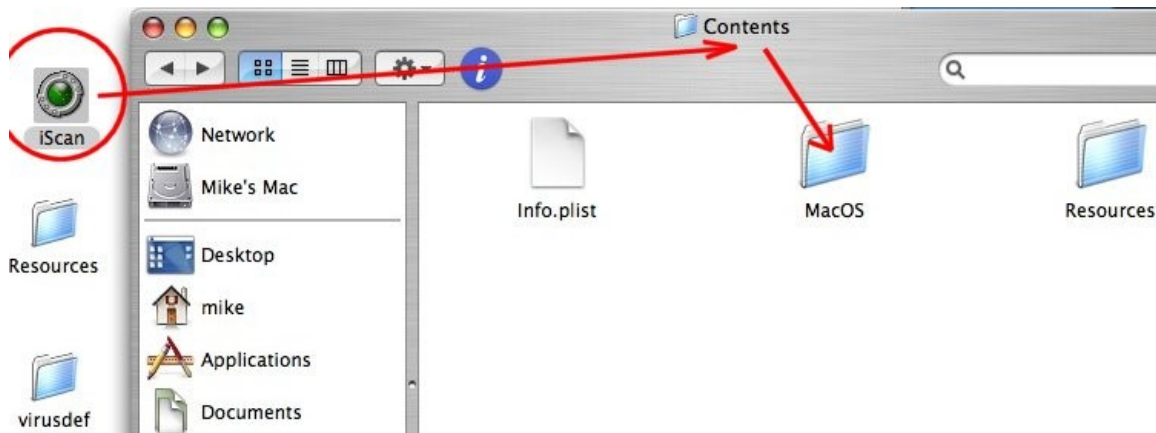 Contents
iScan
Resources
virusdef
Network
Mike's Mac
Desktop
mike
Applications
Documents
Info.plist
MacOS
Resources